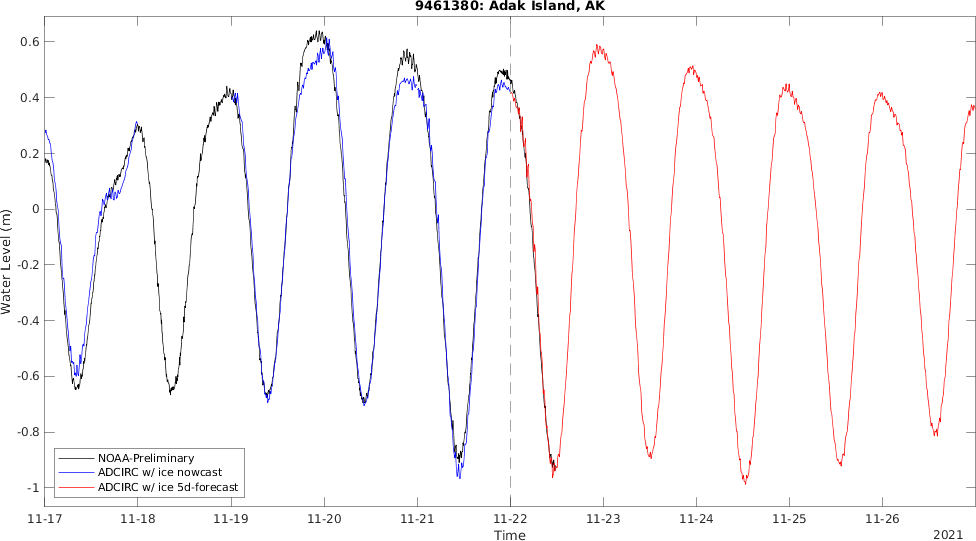 9461380: Adak Island, AK
0.6
0.4
0.2
0
-0.2
-0.4
-0.6
-0.8
-1
Water Level (m)
NOAA-Preliminary
ADCIRC w/ ice nowcast
ADCIRC w/ ice 5d-forecast
11-17 11-18 11-19 11-20 11-21 11-22 11-23 11-24 11-25 11-26
Time
2021